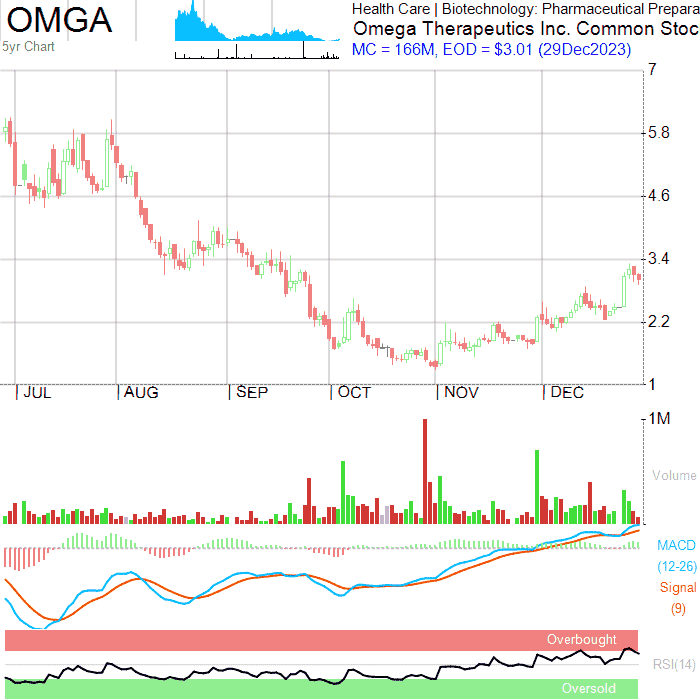 OMGA
5yr Chart
Health Care | Biotechnology: Pharmaceutical Prepara
Omega Therapeutics Inc. Common Stoc
MC = 166M, EOD = $3.01 (29Dec2023)
7
5.8
4.6
3.4
2.2
1
JUL AUG SEP OCT NOV DEC
1M
Volume
MACD
(12-26)
Signal
(9)
Overbought
RSI(14)
Oversold